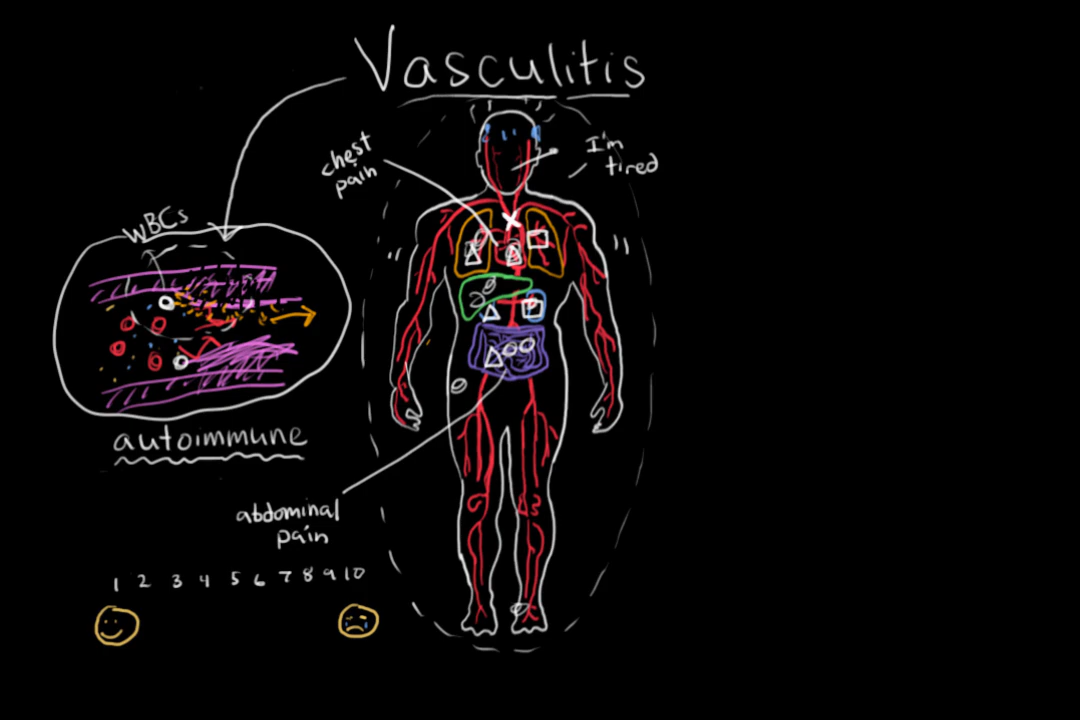 Vasculitis
chest
pain
I'm
tired
WBCs
autoimmune
abdominal
pain
1 2 3 4 5 6 7 8 9 10